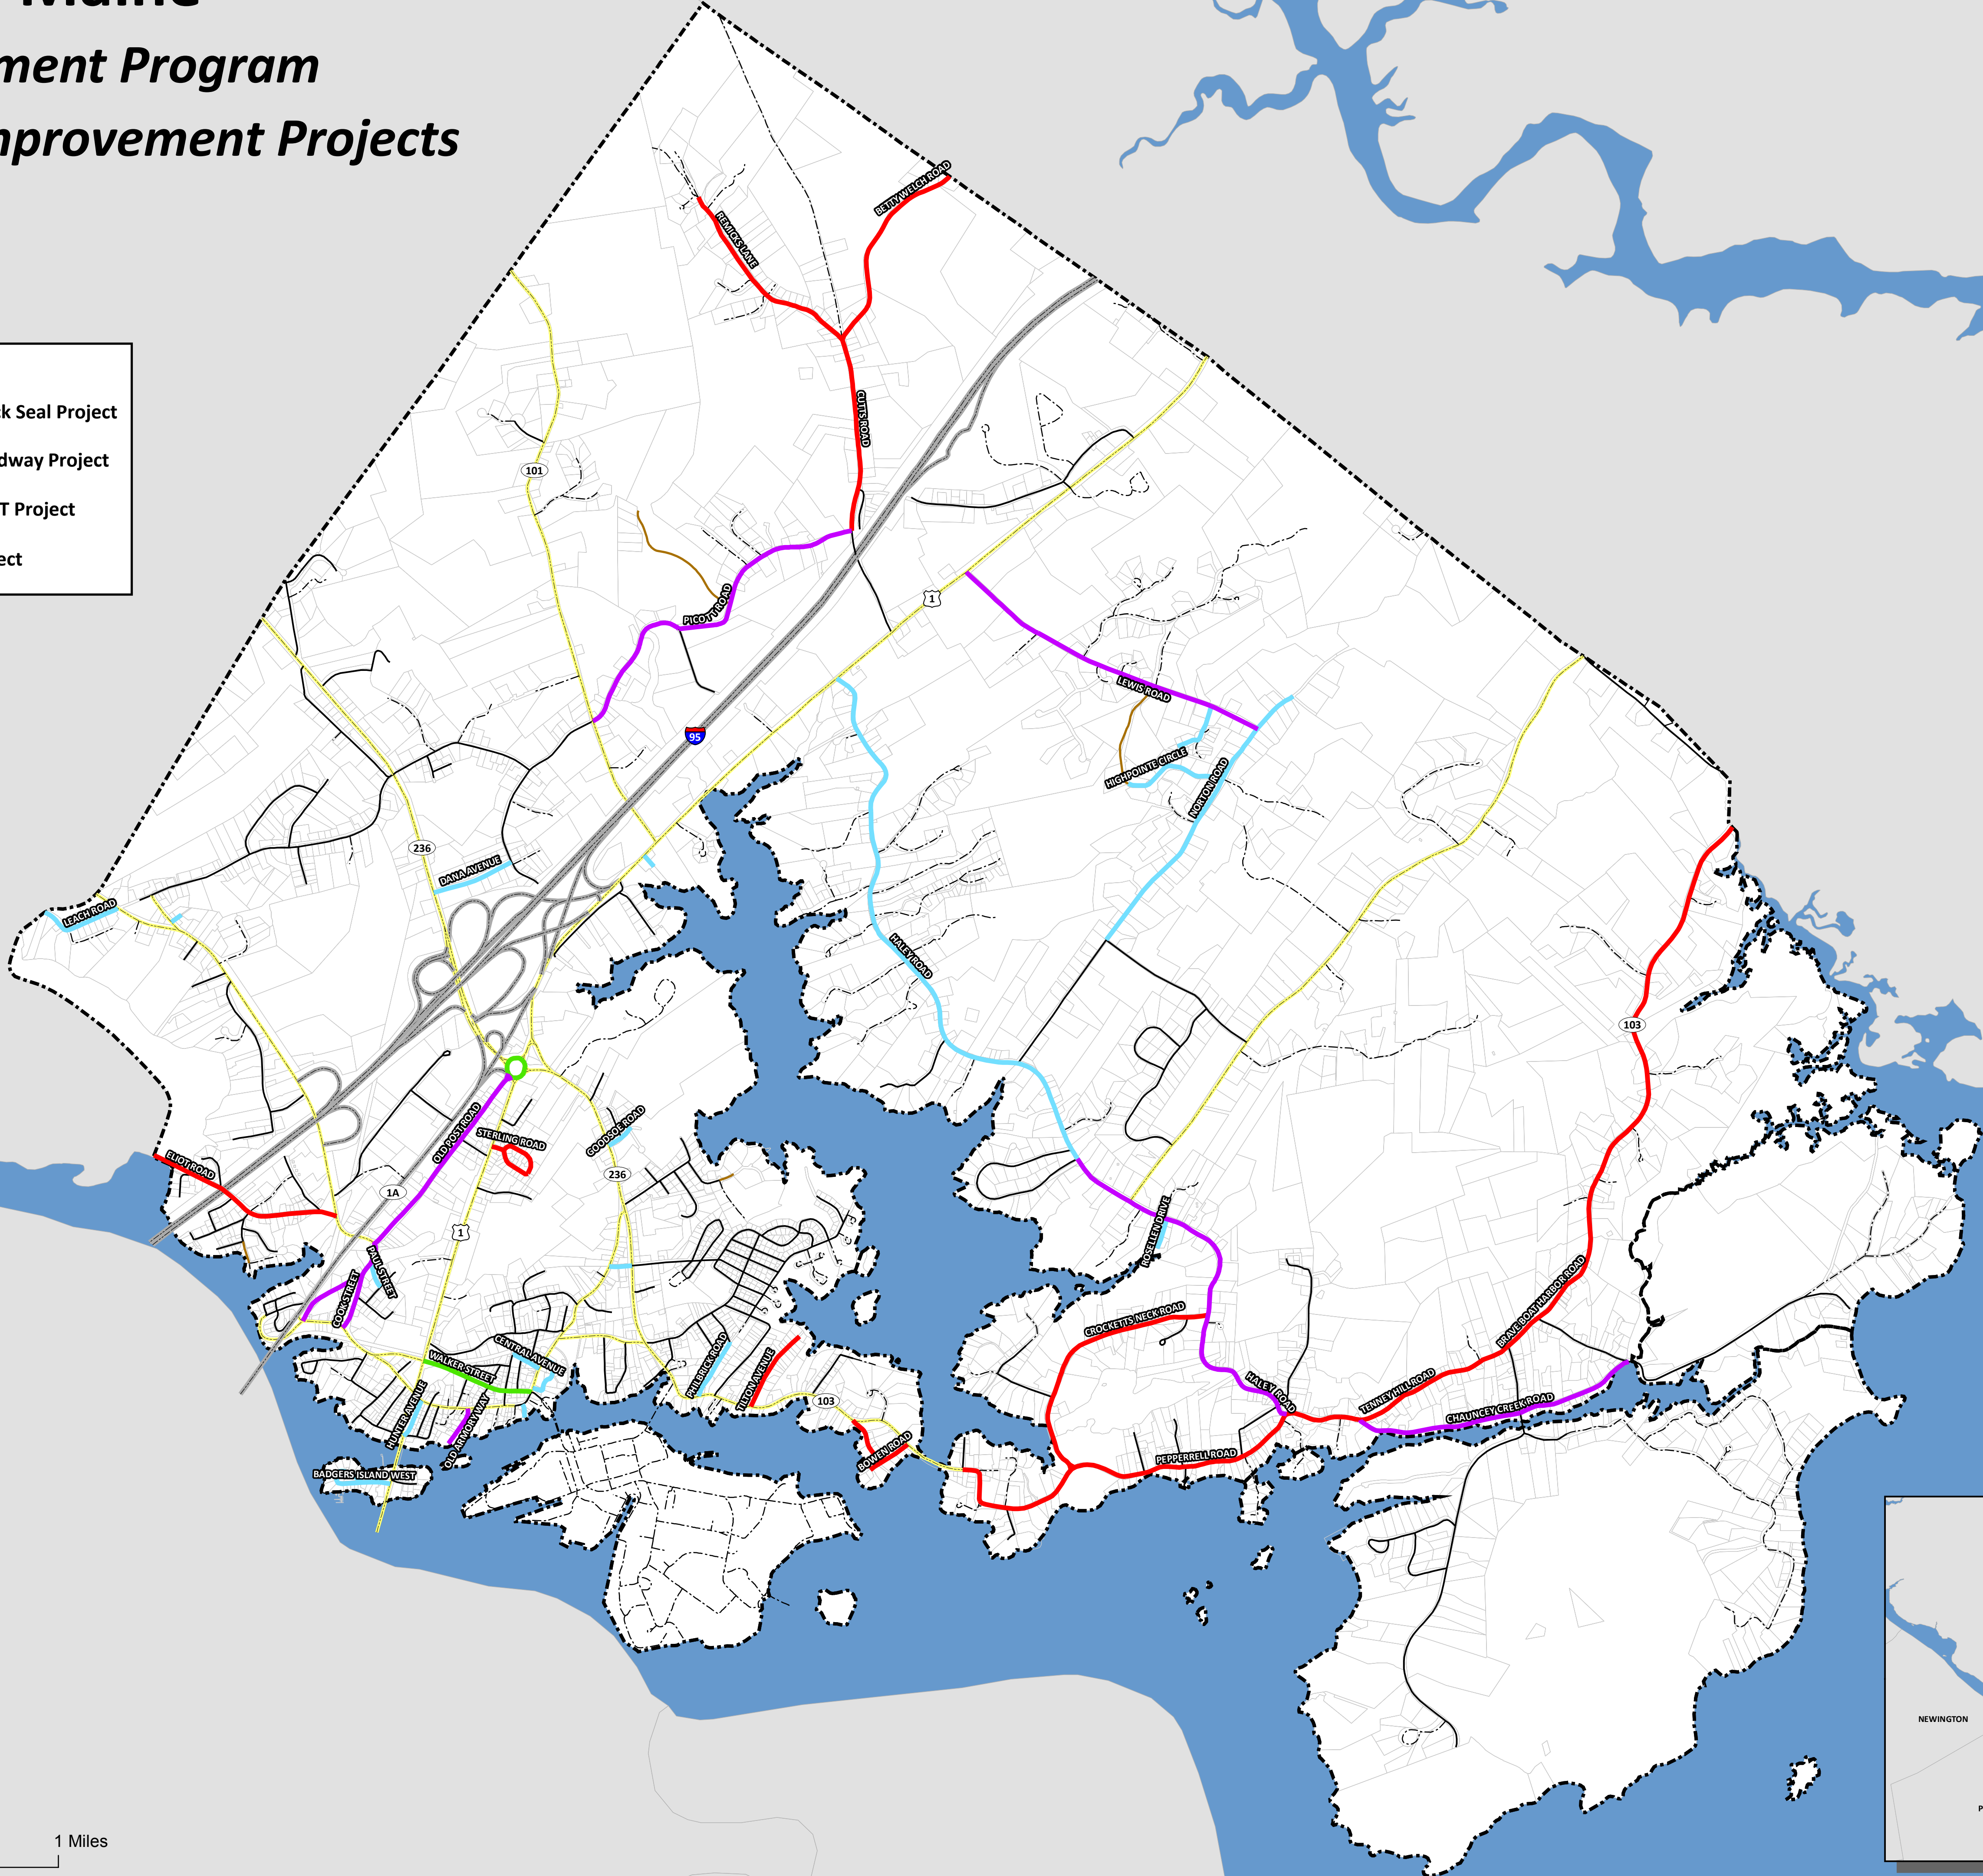 Maine
ment Program
mprovement Projects
ck Seal Project
dway Project
T Project
ect
BETTY WELCH ROAD
REMICKS LANE
CUTTS ROAD
101
PICOTT ROAD
1
LEWIS ROAD
95
HIGHPOINTE CIRCLE
NORTON ROAD
236
DANA AVENUE
LEACH ROAD
HALEY ROAD
103
OLD POST ROAD
STERLING ROAD
GOODSOE ROAD
236
ELIOT ROAD
1A
1
ROSELLEN DRIVE
PAUL STREET
COOK STREET
BRAVE BOAT HARBOR ROAD
CROCKETTS NECK ROAD
WALKER STREET
CENTRAL AVENUE
PHILBRICK ROAD
TILTON AVENUE
103
HALEY ROAD
TENNEY HILL ROAD
CHAUNCEY CREEK ROAD
HUNTER AVENUE
OLD ARMORY WAY
BOWEN ROAD
PEPPERRELL ROAD
BADGERS ISLAND WEST
NEWINGTON
P
1 Miles